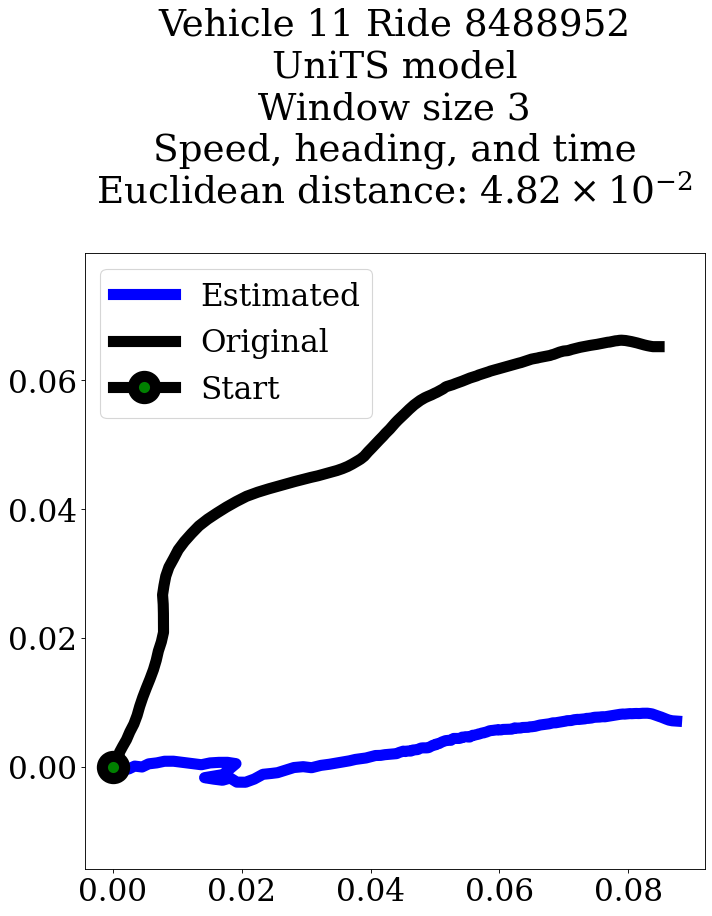 Vehicle 11 Ride 8488952
UniTS model
Window size 3
Speed, heading, and time
Euclidean distance: 4.82 × 10⁻²
Estimated
Original
Start
0.06
0.04
0.02
0.00
0.00 0.02 0.04 0.06 0.08